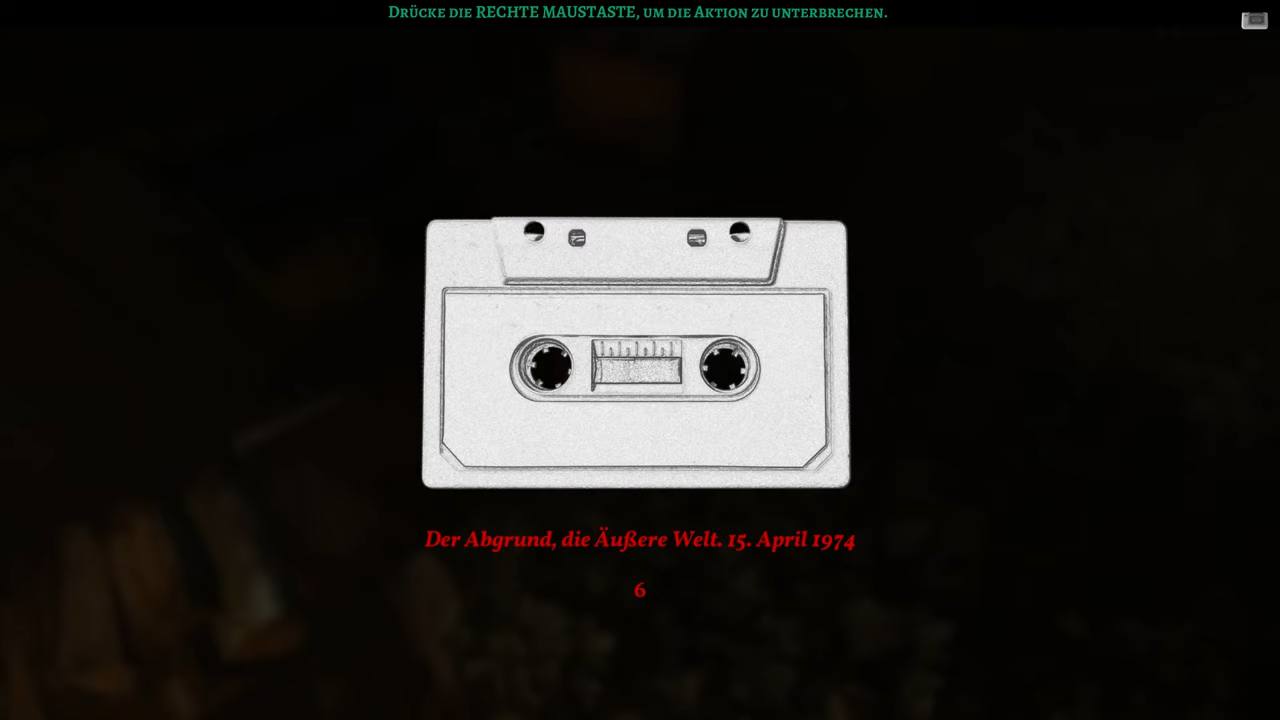 Drücke die RECHTE MAUSTASTE, um die Aktion zu unterbrechen.
Der Abgrund, die Äußere Welt. 15. April 1974
6